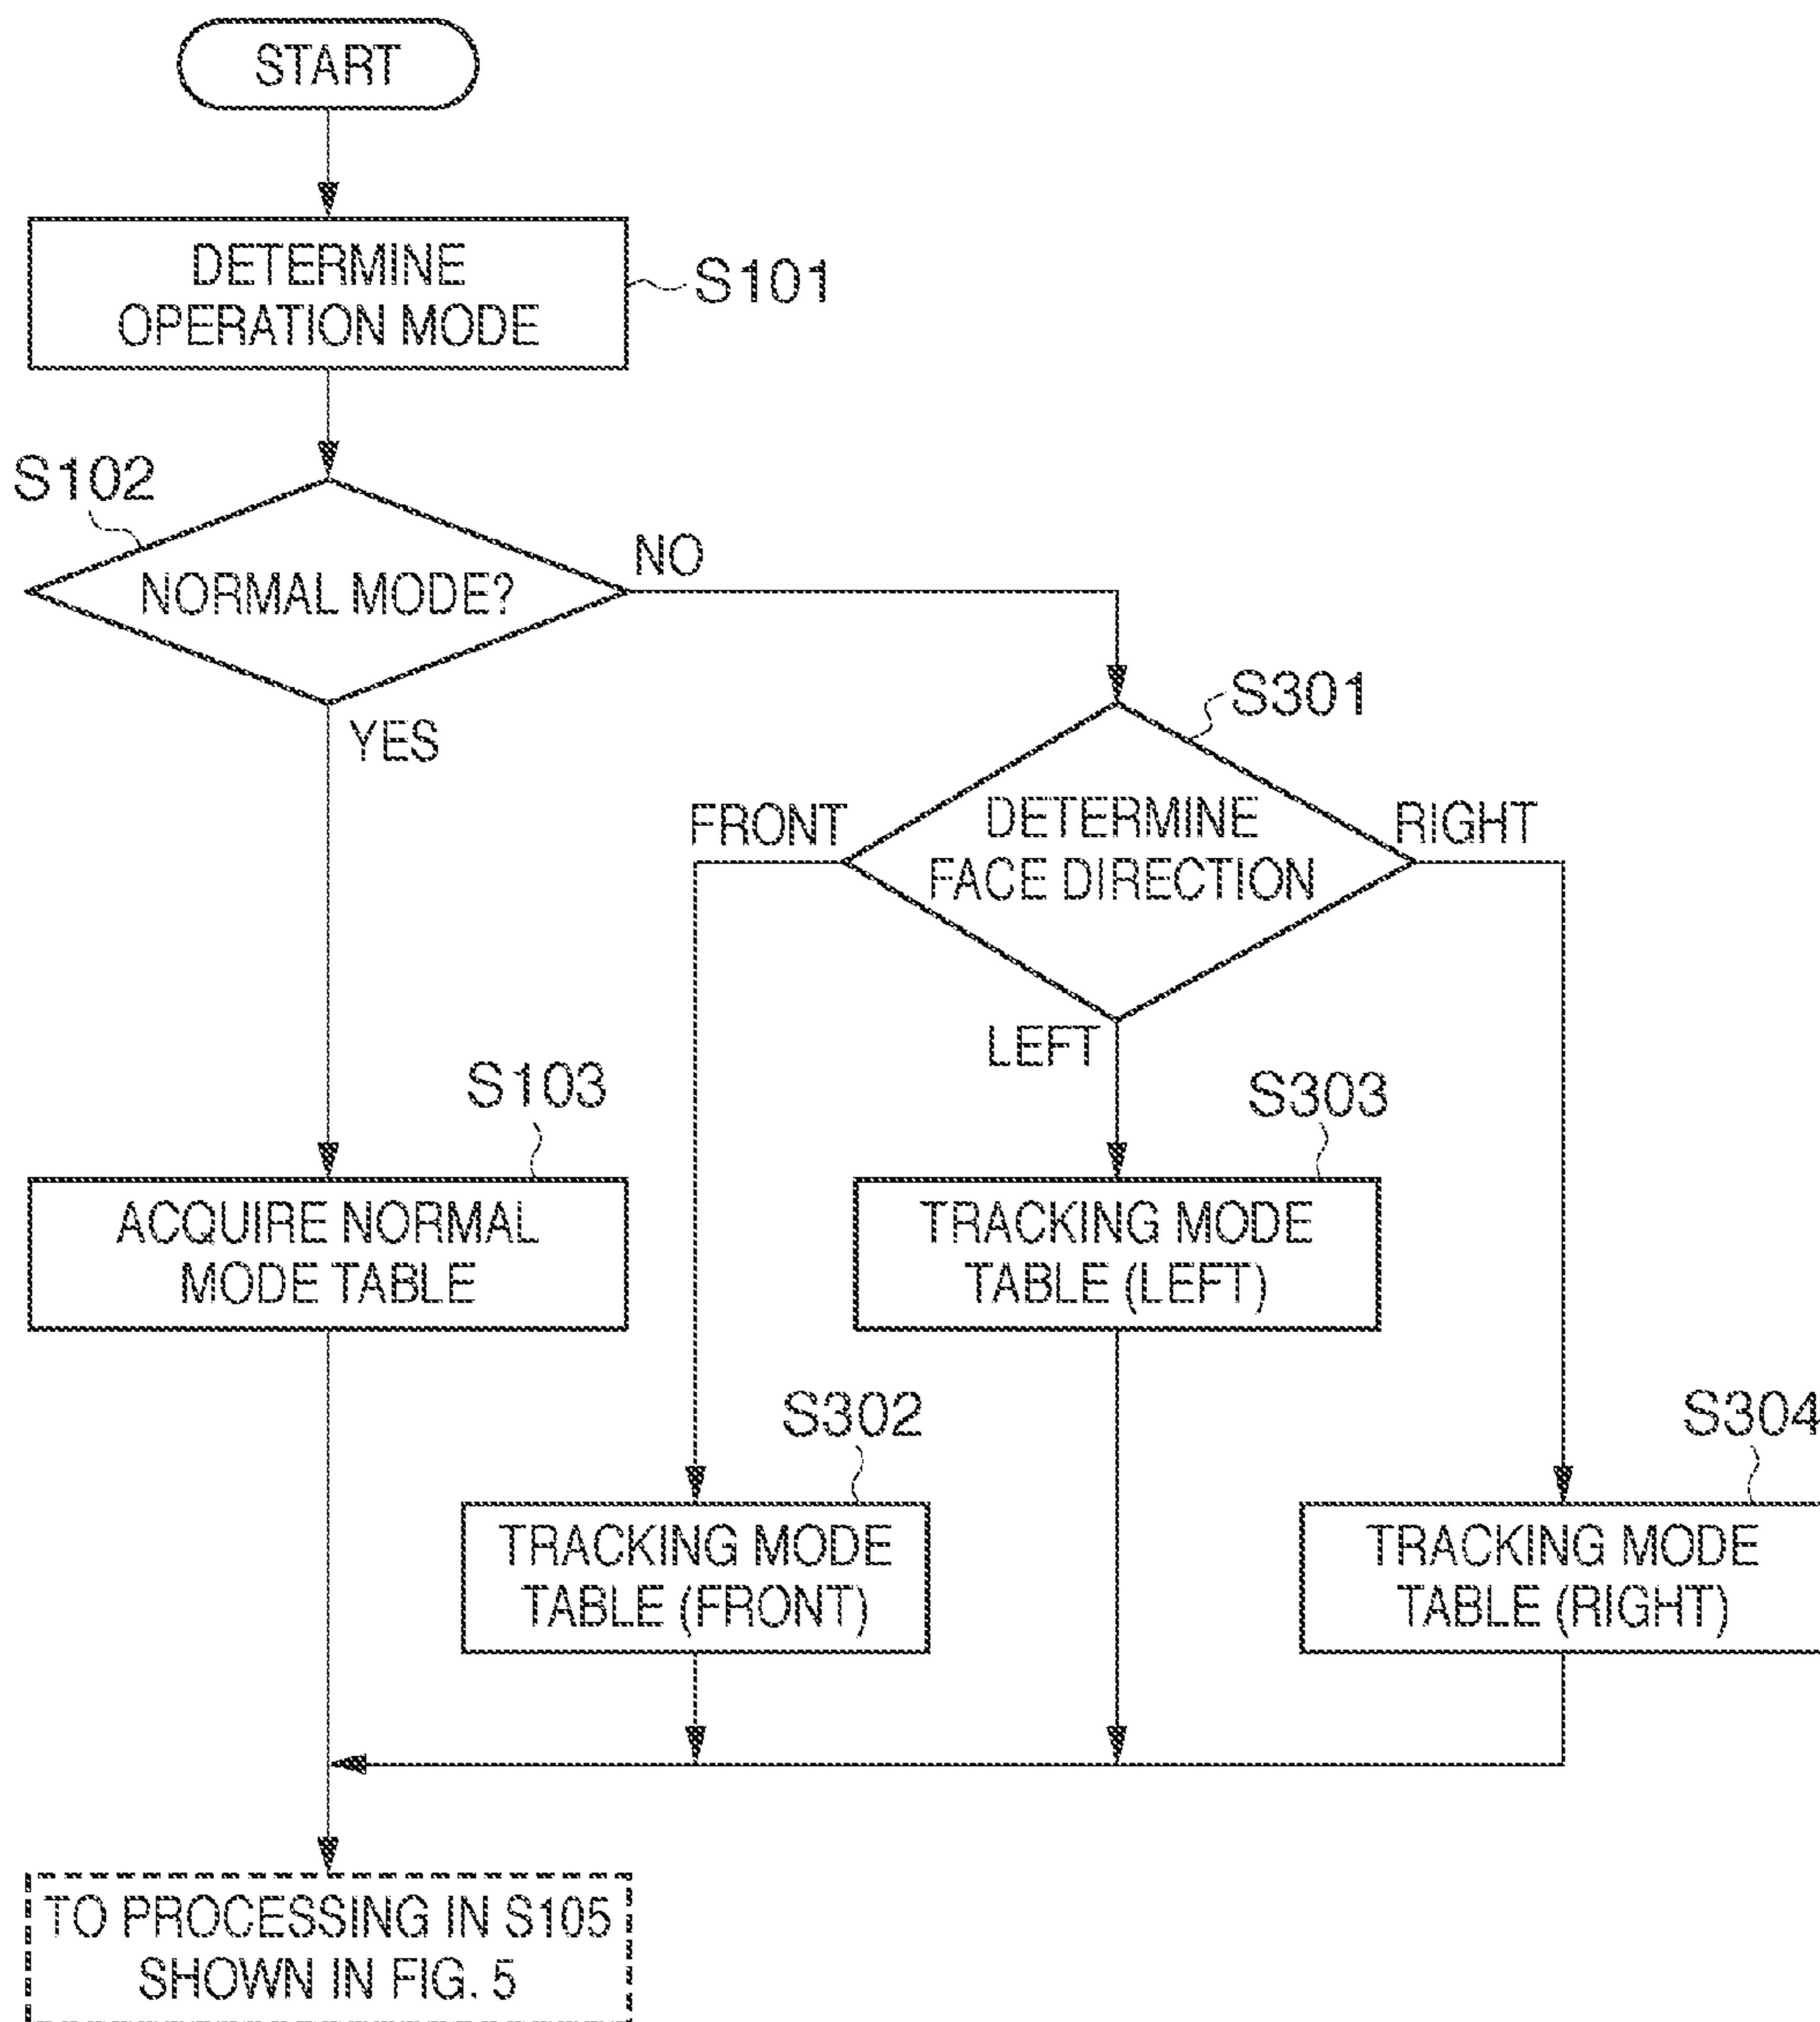 START
DETERMINE
OPERATION MODE
S101
S102
NORMAL MODE?
NO
YES
S301
DETERMINE
FACE DIRECTION
FRONT
RIGHT
LEFT
S103
ACQUIRE NORMAL
MODE TABLE
S303
TRACKING MODE
TABLE (LEFT)
S302
TRACKING MODE
TABLE (FRONT)
S304
TRACKING MODE
TABLE (RIGHT)
TO PROCESSING IN S105
SHOWN IN FIG. 5